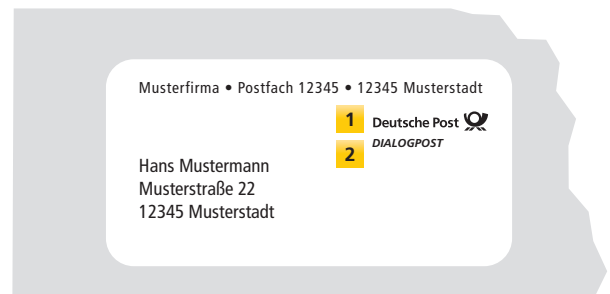 Musterfirma • Postfach 12345 • 12345 Musterstadt
1 Deutsche Post
2 DIALOGPOST
Hans Mustermann
Musterstraße 22
12345 Musterstadt